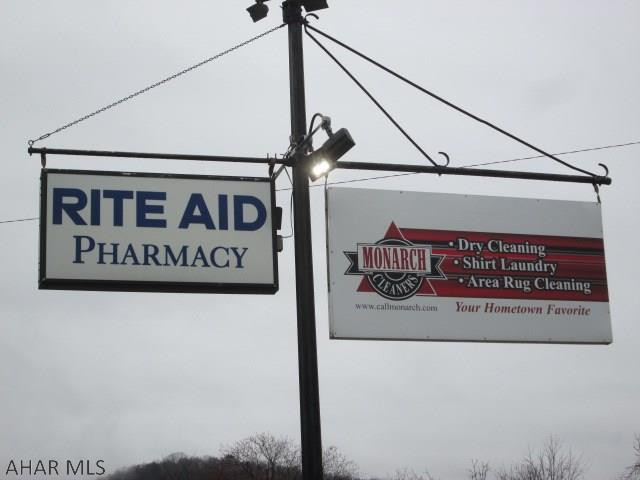 RITE AID
PHARMACY
MONARCH
CLEANERS
• Dry Cleaning
• Shirt Laundry
• Area Rug Cleaning
www.callmonarch.com
Your Hometown Favorite
AHAR MLS